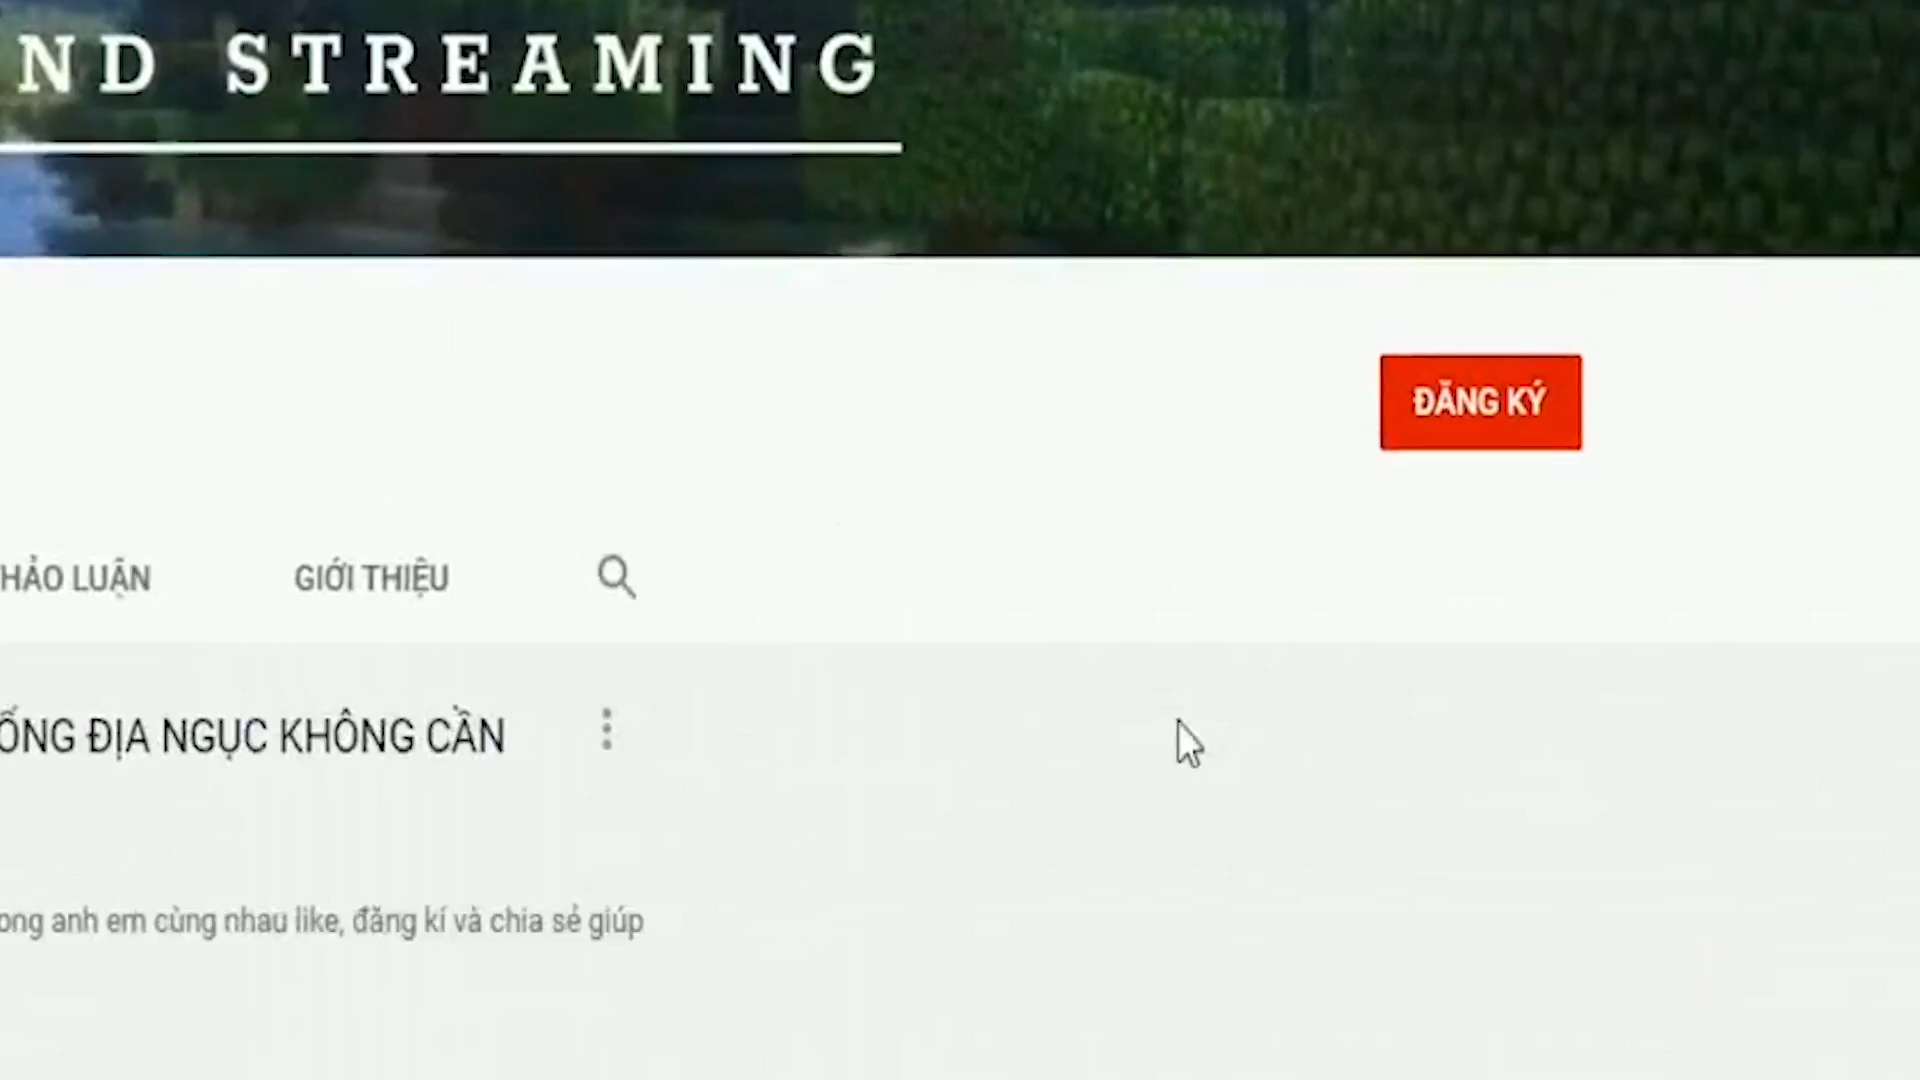 ND STREAMING
ĐĂNG KÝ
HẢO LUẬN
GIỚI THIỆU
ỐNG ĐỊA NGỤC KHÔNG CẦN
ong anh em cùng nhau like, đăng kí và chia sẻ giúp